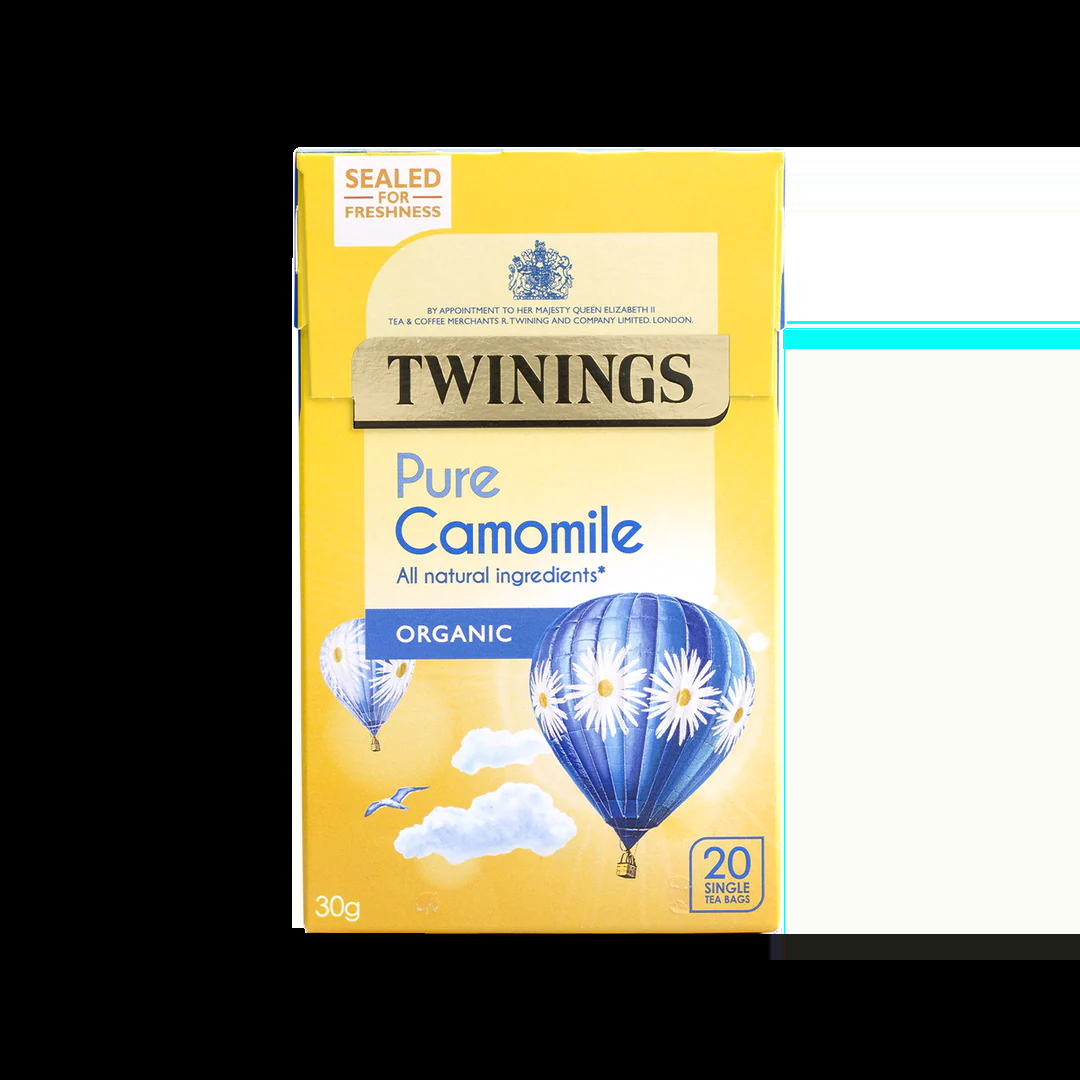 SEALED
FOR
FRESHNESS
BY APPOINTMENT TO HER MAJESTY QUEEN ELIZABETH II
TEA & COFFEE MERCHANTS R. TWINING AND COMPANY LIMITED. LONDON.
TWININGS
Pure
Camomile
All natural ingredients*
ORGANIC
20
SINGLE
TEA BAGS
30g